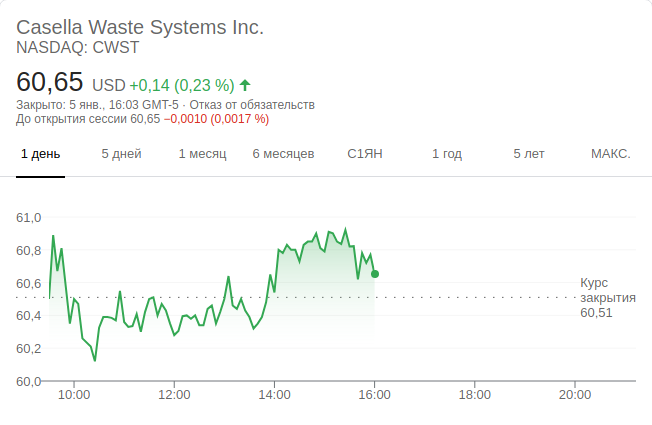 Casella Waste Systems Inc.
NASDAQ: CWST
60,65 USD +0,14 (0,23 %)
Закрыто: 5 янв., 16:03 GMT-5 · Отказ от обязательств
До открытия сессии 60,65 −0,0010 (0,0017 %)
1 день 5 дней 1 месяц 6 месяцев С1ЯН 1 год 5 лет МАКС.
61,0
60,8
60,6
Курс
закрытия
60,51
60,4
60,2
60,0
10:00 12:00 14:00 16:00 18:00 20:00